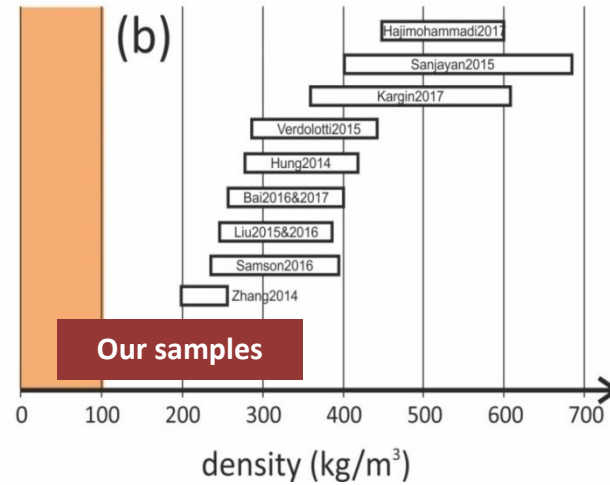 (b)
Hajimohammadi2017
Sanjayan2015
Kargin2017
Verdolotti2015
Hung2014
Bai2016&2017
Liu2015&2016
Samson2016
Zhang2014
Our samples
0 100 200 300 400 500 600 700
density (kg/m³)